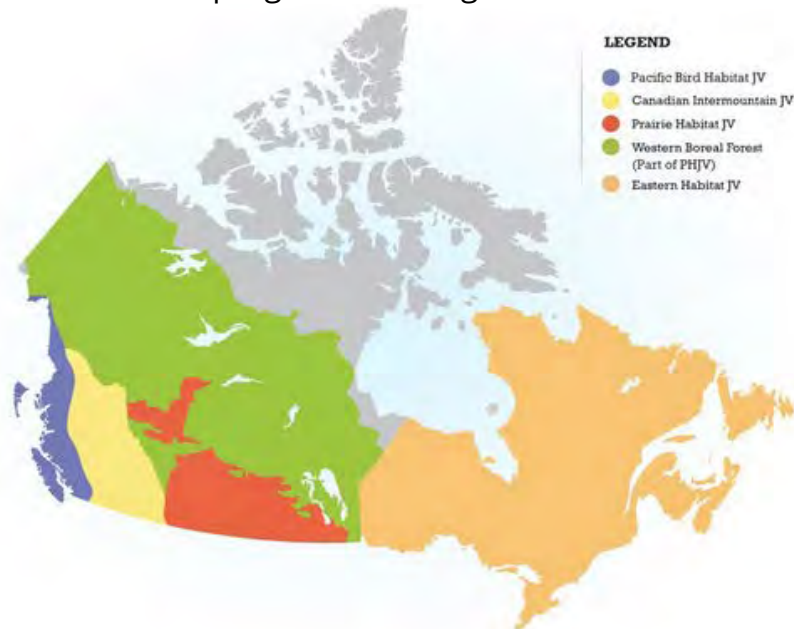 LEGEND
Pacific Bird Habitat JV
Canadian Intermountain JV
Prairie Habitat JV
Western Boreal Forest
(Part of PHJV)
Eastern Habitat JV